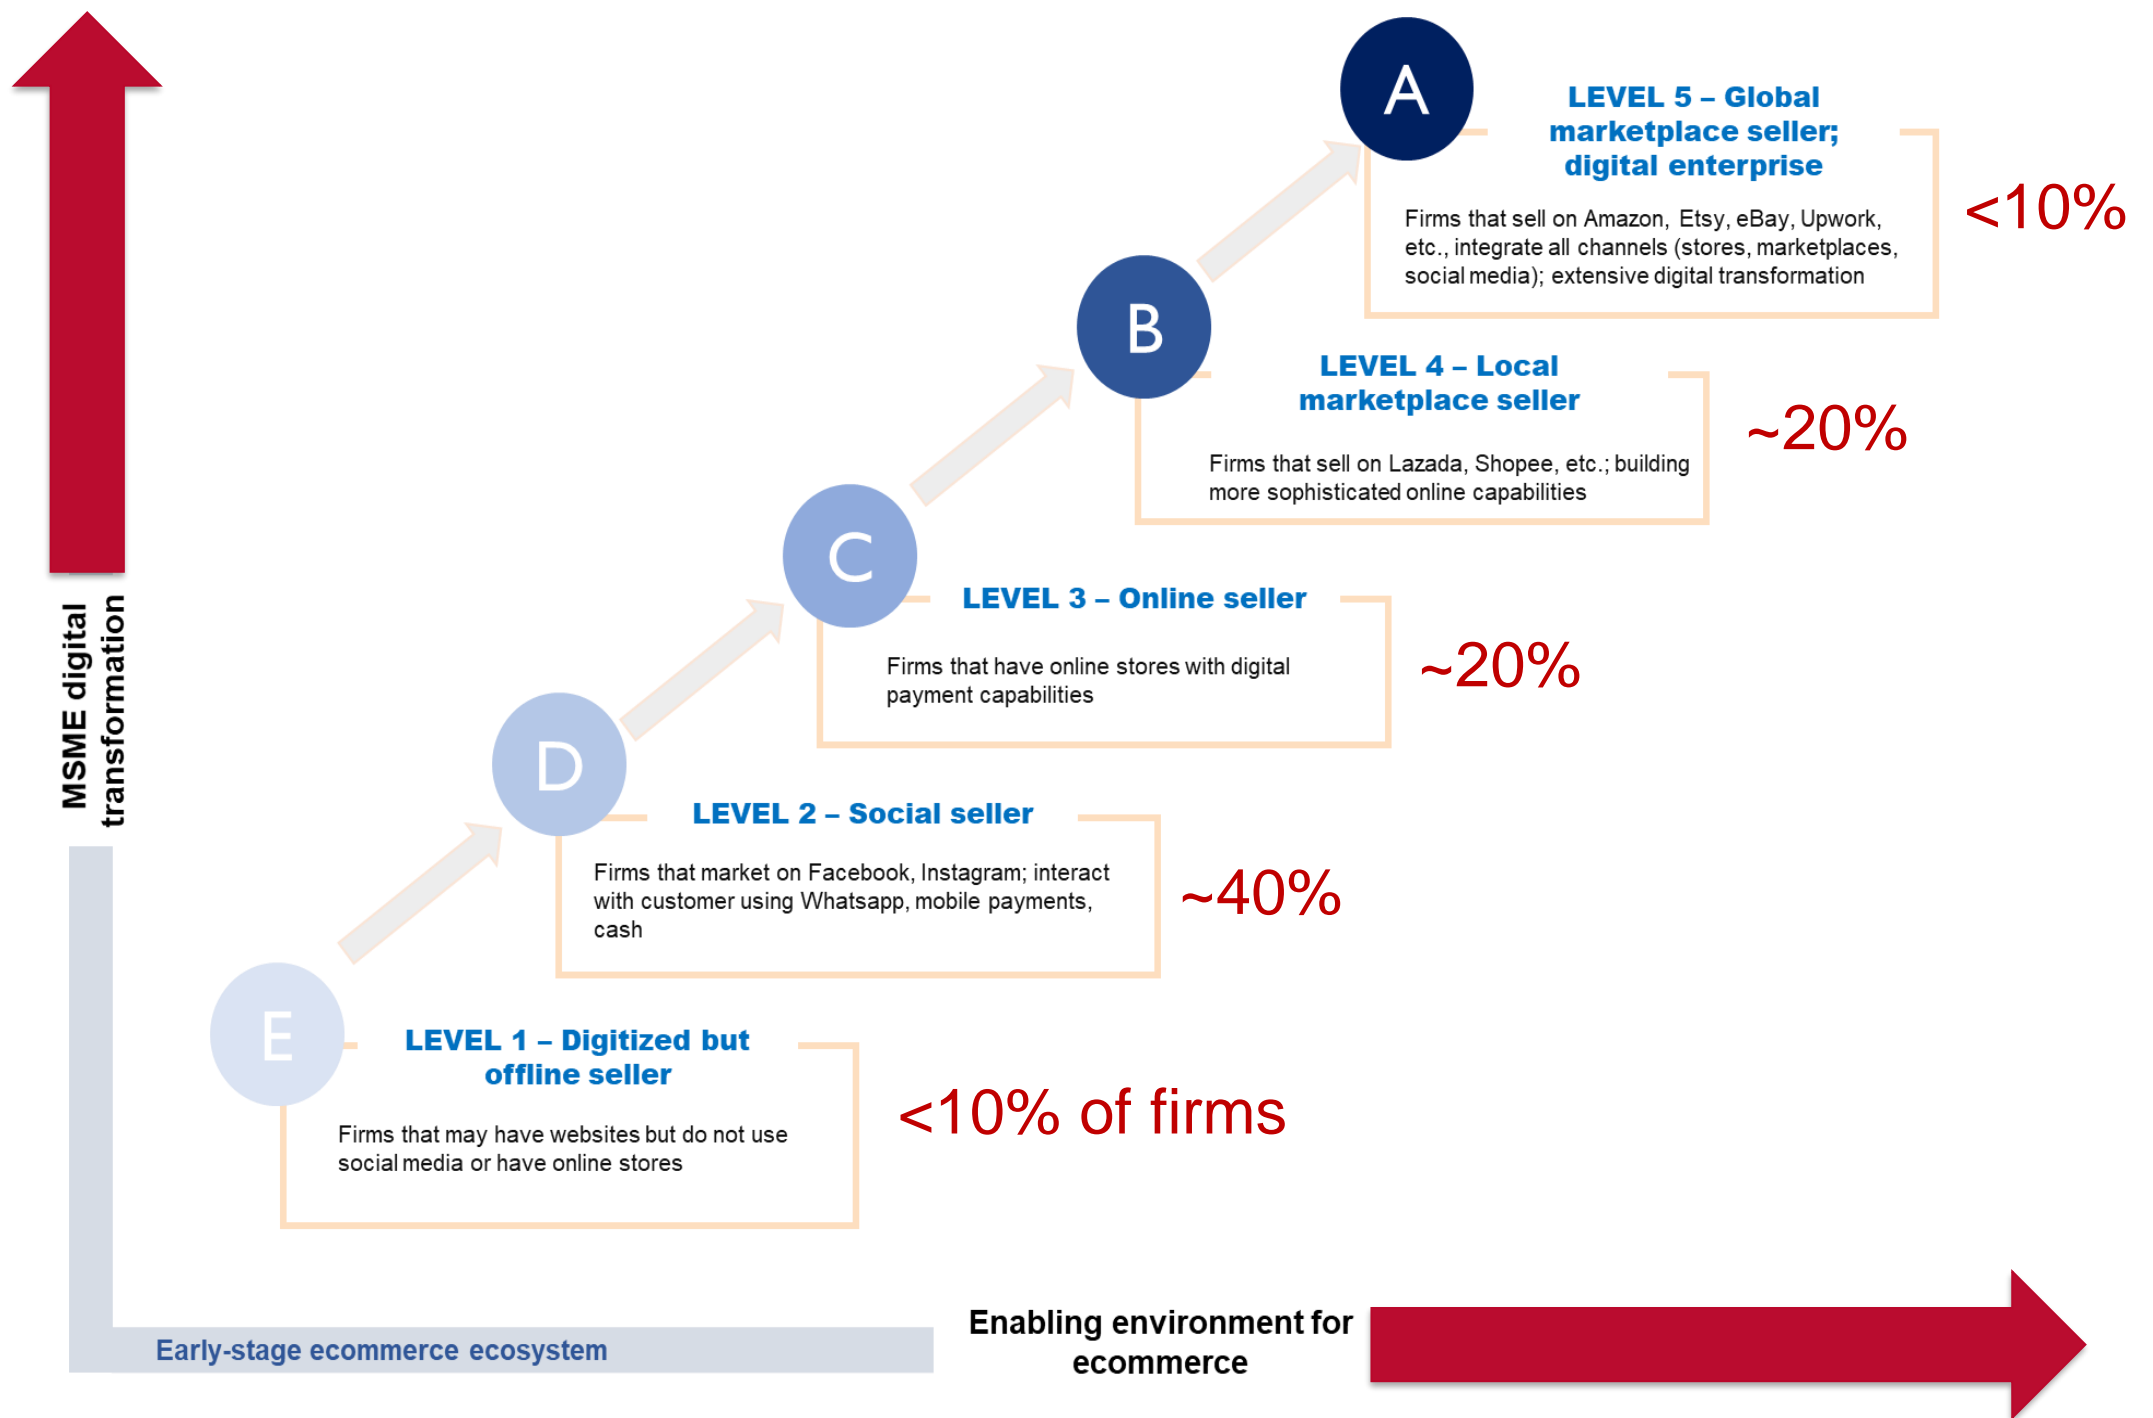 A
LEVEL 5 – Global
marketplace seller;
digital enterprise
Firms that sell on Amazon, Etsy, eBay, Upwork,
etc., integrate all channels (stores, marketplaces,
social media); extensive digital transformation
<10%
B
LEVEL 4 – Local
marketplace seller
Firms that sell on Lazada, Shopee, etc.; building
more sophisticated online capabilities
~20%
C
LEVEL 3 – Online seller
Firms that have online stores with digital
payment capabilities
~20%
D
LEVEL 2 – Social seller
Firms that market on Facebook, Instagram; interact
with customer using Whatsapp, mobile payments,
cash
~40%
E
LEVEL 1 – Digitized but
offline seller
Firms that may have websites but do not use
social media or have online stores
<10% of firms
MSME digital
transformation
Early-stage ecommerce ecosystem
Enabling environment for
ecommerce